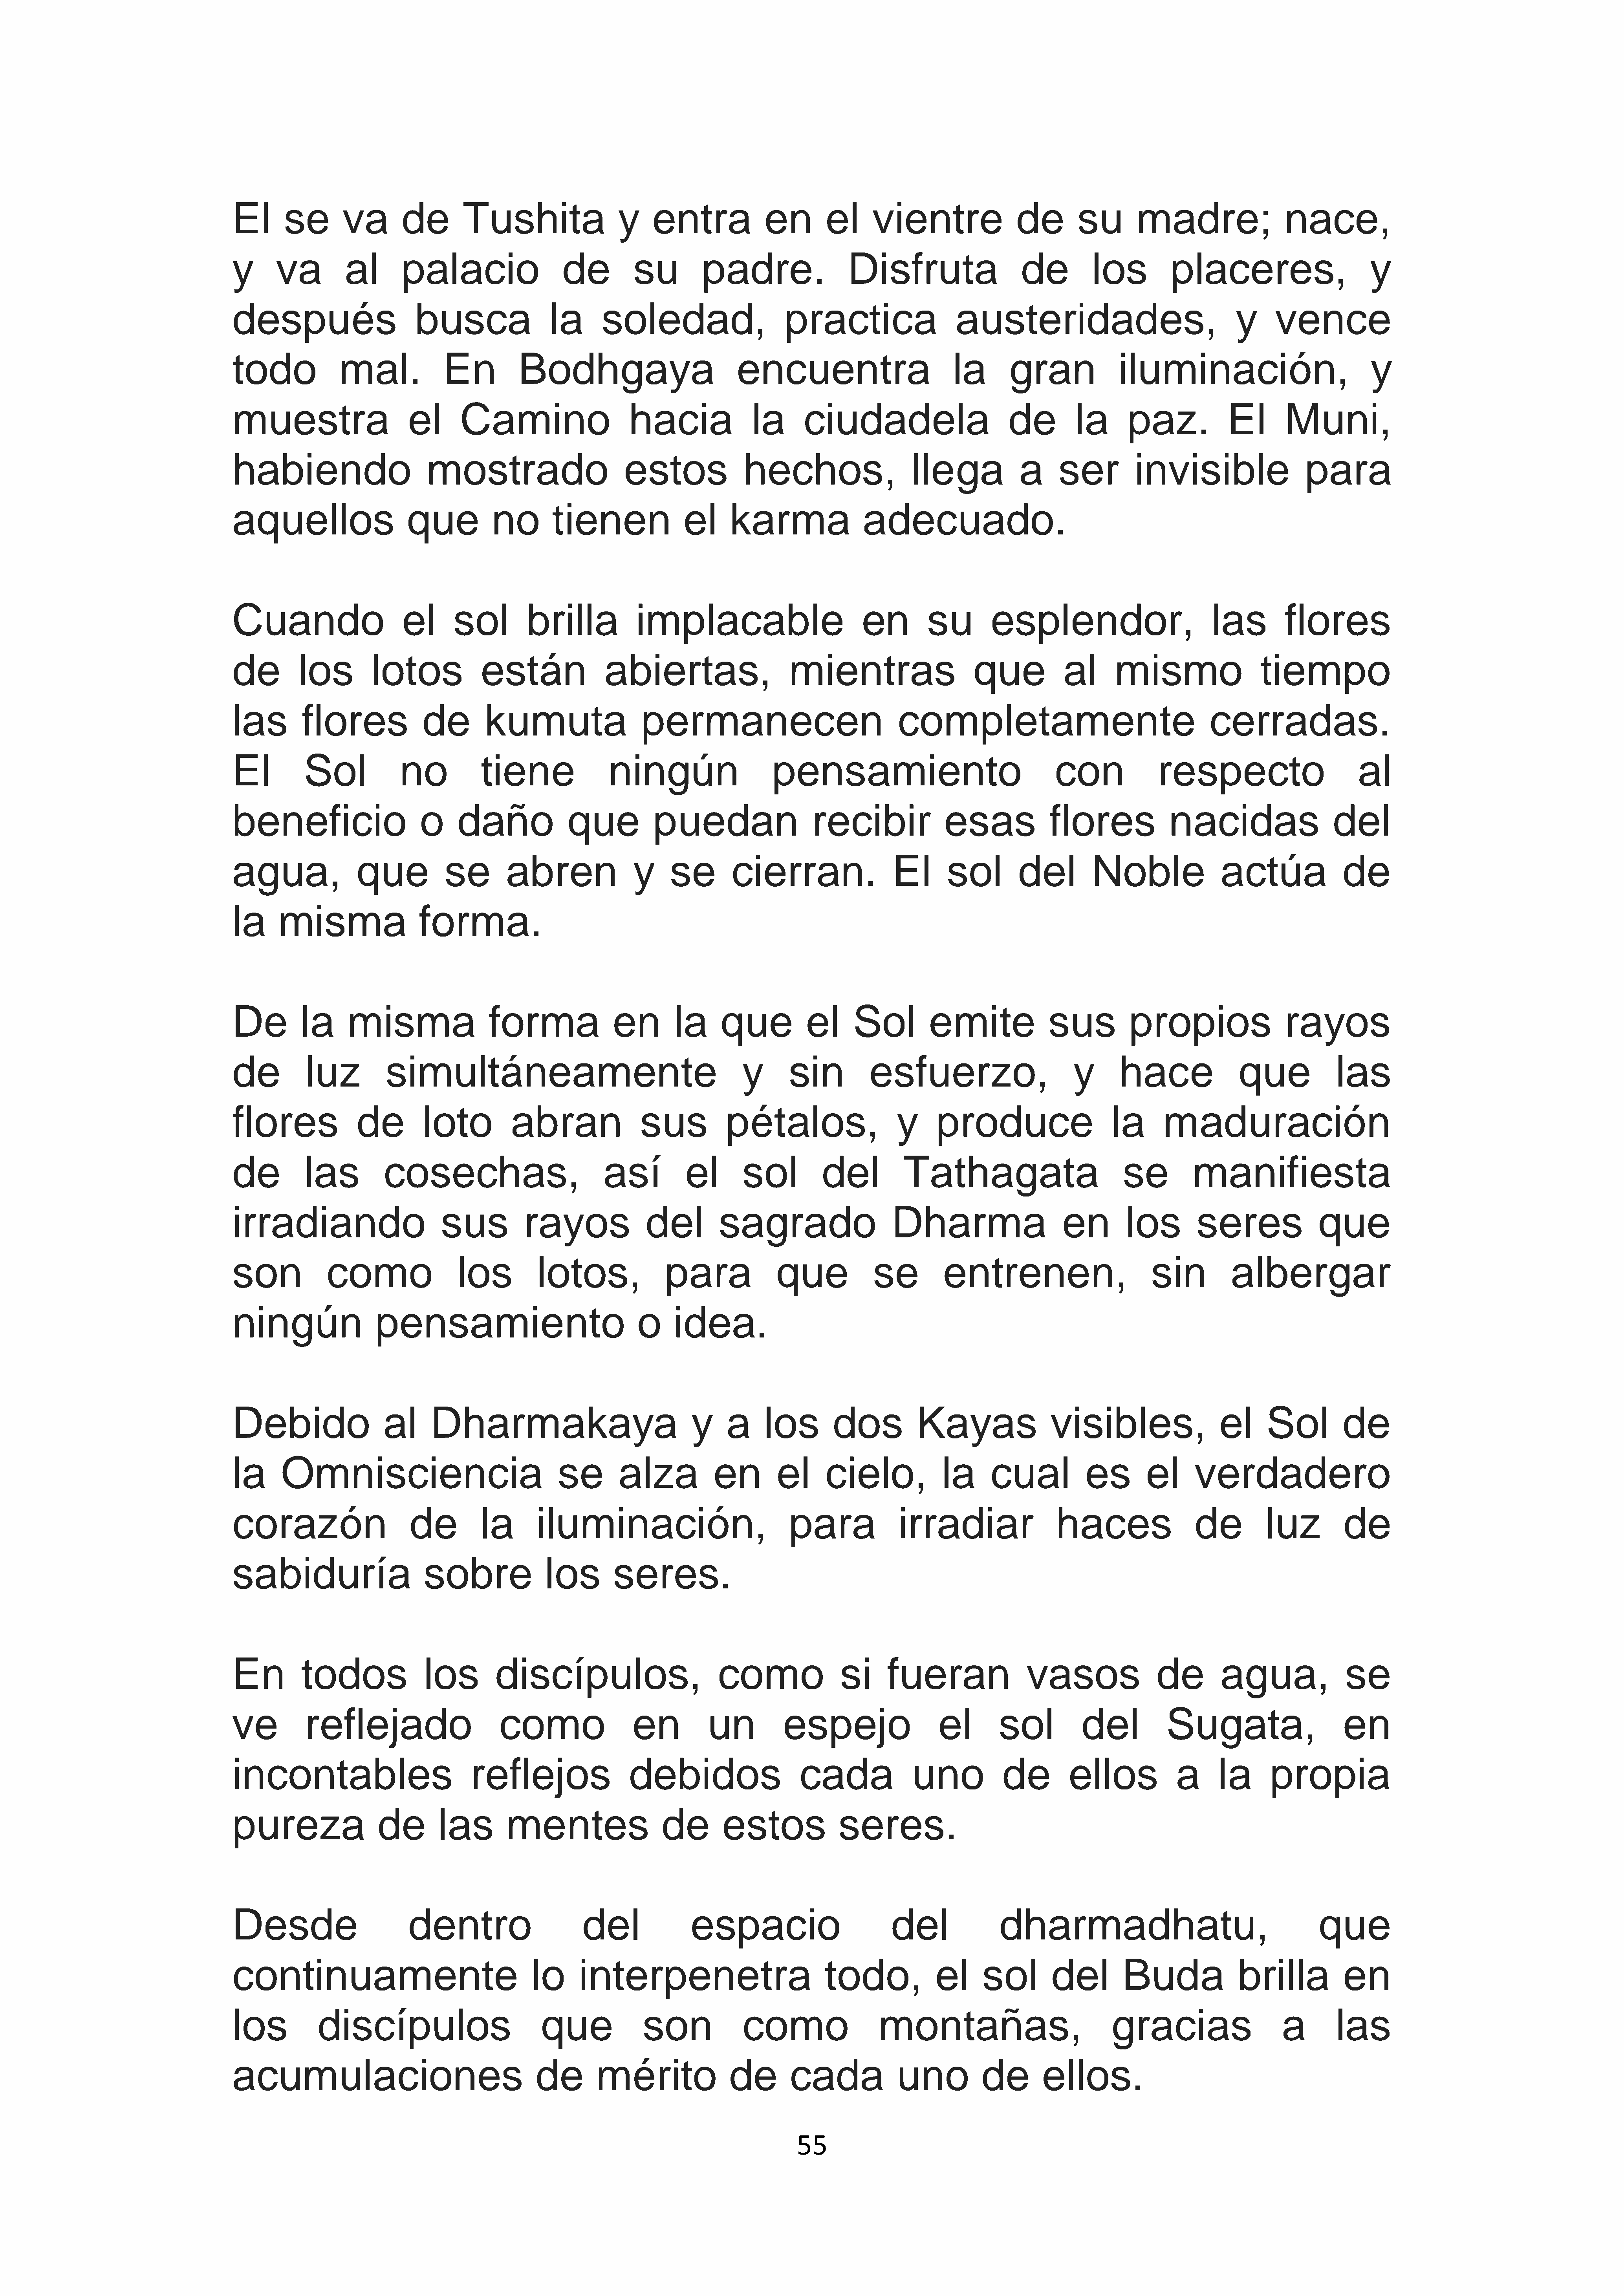 El se va de Tushita y entra en el vientre de su madre; nace,
y va al palacio de su padre. Disfruta de los placeres, y
después busca la soledad, practica austeridades, y vence
todo mal. En Bodhgaya encuentra la gran iluminación, y
muestra el Camino hacia la ciudadela de la paz. El Muni,
habiendo mostrado estos hechos, llega a ser invisible para
aquellos que no tienen el karma adecuado.
Cuando el sol brilla implacable en su esplendor, las flores
de los lotos están abiertas, mientras que al mismo tiempo
las flores de kumuta permanecen completamente cerradas.
El Sol no tiene ningún pensamiento con respecto al
beneficio o daño que puedan recibir esas flores nacidas del
agua, que se abren y se cierran. El sol del Noble actúa de
la misma forma.
De la misma forma en la que el Sol emite sus propios rayos
de luz simultáneamente y sin esfuerzo, y hace que las
flores de loto abran sus pétalos, y produce la maduración
de las cosechas, así el sol del Tathagata se manifiesta
irradiando sus rayos del sagrado Dharma en los seres que
son como los lotos, para que se entrenen, sin albergar
ningún pensamiento o idea.
Debido al Dharmakaya y a los dos Kayas visibles, el Sol de
la Omnisciencia se alza en el cielo, la cual es el verdadero
corazón de la iluminación, para irradiar haces de luz de
sabiduría sobre los seres.
En todos los discípulos, como si fueran vasos de agua, se
ve reflejado como en un espejo el sol del Sugata, en
incontables reflejos debidos cada uno de ellos a la propia
pureza de las mentes de estos seres.
Desde dentro del espacio del dharmadhatu, que
continuamente lo interpenetra todo, el sol del Buda brilla en
los discípulos que son como montañas, gracias a las
acumulaciones de mérito de cada uno de ellos.
55